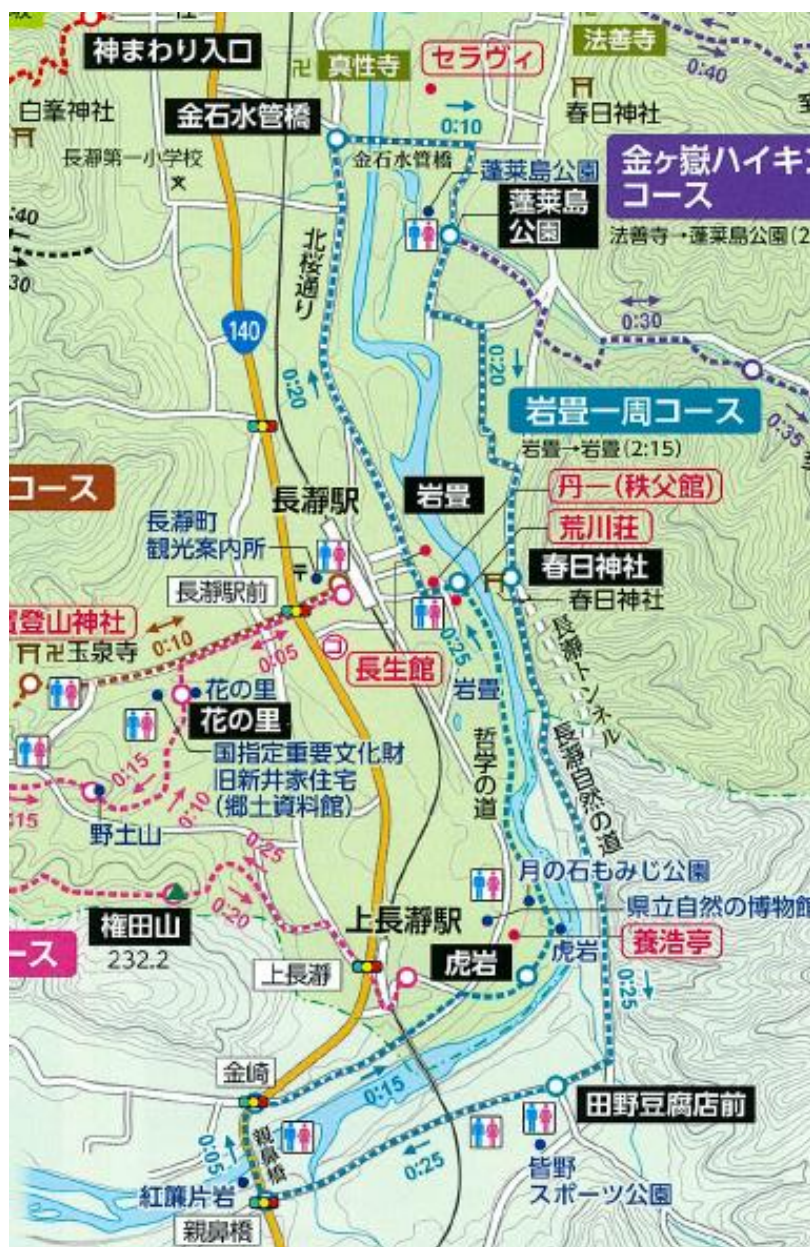 神まわり入口
卍 真性寺
セラヴィ
法善寺
0:40
白峯神社
金石水管橋
0:10
春日神社
長瀞第一小学校
文
金石水管橋
蓬莱島公園
金ヶ嶽ハイキン
コース
蓬莱島
公園
法善寺→蓬莱島公園(2
:40
30
北桜通り
140
0:30
0:20
0:20
岩畳一周コース
岩畳→岩畳(2:15)
0:35
コース
長瀞駅
岩畳
丹一(秩父館)
荒川荘
長瀞町
観光案内所
〒
長瀞駅前
春日神社
春日神社
登山神社
0:10
0:05
卍玉泉寺
コ
長生館
0:25
岩畳
長瀞トンネル
花の里
花の里
国指定重要文化財
旧新井家住宅
(郷土資料館)
哲学の道
長瀞自然の道
0:15
:15
0:10
野土山
0:25
月の石もみじ公園
0:20
県立自然の博物館
権田山
232.2
上長瀞駅
虎岩
虎岩
養浩亭
ース
上長瀞
0:25
金崎
0:15
田野豆腐店前
親鼻橋
0:05
0:25
皆野
スポーツ公園
紅簾片岩
親鼻橋